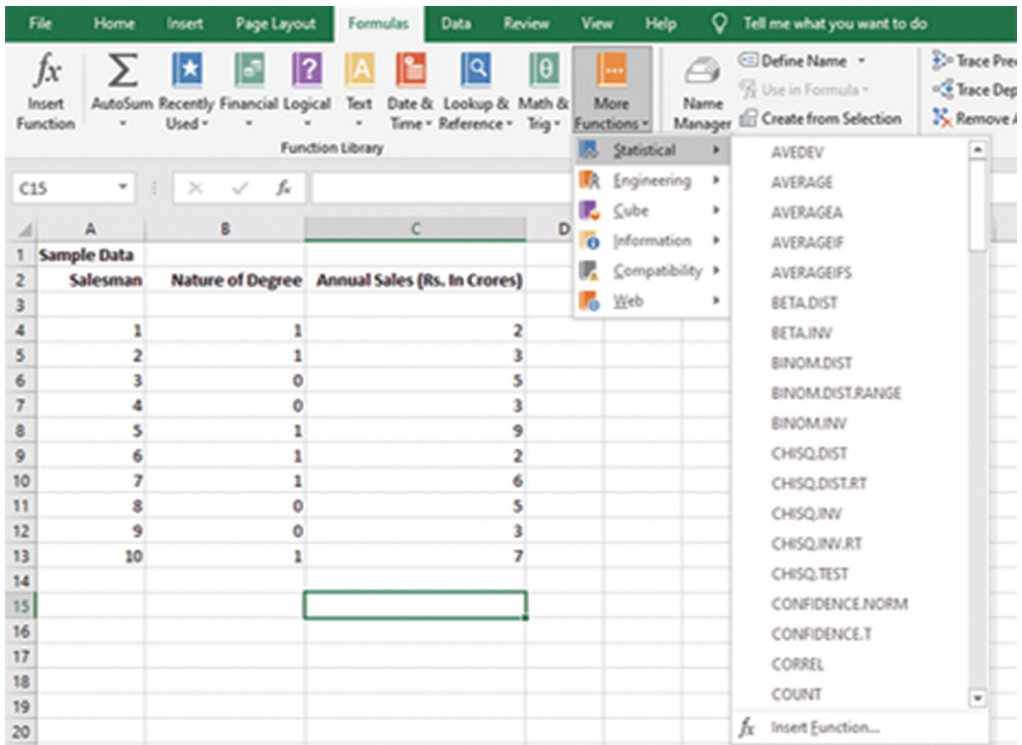 File Home Insert Page Layout Formulas Data Review View Help Tell me what you want to do
fx Σ ? A θ ...
Insert Function AutoSum Recently Used Financial Logical Text Date & Time Lookup & Reference Math & Trig More Functions Name Manager
Define Name
Use in Formula
Create from Selection
Trace Prec
Trace Dep
Remove A
Function Library
C15 fx
A B C D
1 Sample Data
2 Salesman Nature of Degree Annual Sales (Rs. In Crores)
3
4 1 1 2
5 2 1 3
6 3 0 5
7 4 0 3
8 5 1 9
9 6 1 2
10 7 1 6
11 8 0 5
12 9 0 3
13 10 1 7
14
15
16
17
18
19
20
Statistical
Engineering
Cube
Information
Compatibility
Web
AVEDEV
AVERAGE
AVERAGEA
AVERAGEIF
AVERAGEIFS
BETA.DIST
BETA.INV
BINOM.DIST
BINOM.DIST.RANGE
BINOM.INV
CHISQ.DIST
CHISQ.DIST.RT
CHISQ.INV
CHISQ.INV.RT
CHISQ.TEST
CONFIDENCE.NORM
CONFIDENCE.T
CORREL
COUNT
fx Insert Function...